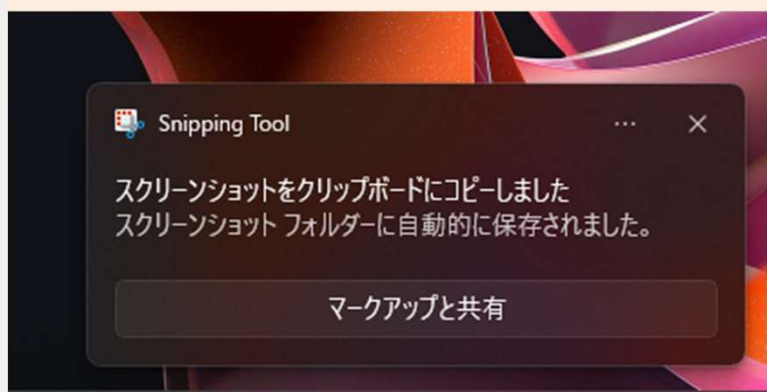 Snipping Tool
スクリーンショットをクリップボードにコピーしました
スクリーンショット フォルダーに自動的に保存されました。
マークアップと共有